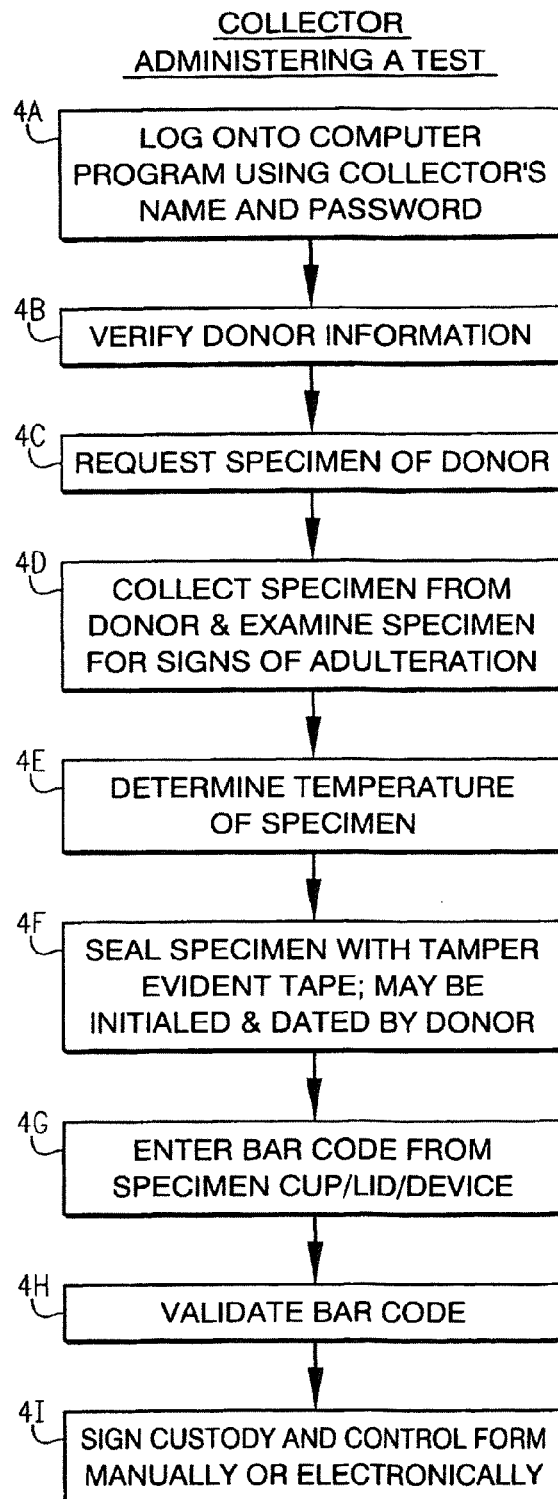 COLLECTOR
ADMINISTERING A TEST
4A
LOG ONTO COMPUTER
PROGRAM USING COLLECTOR'S
NAME AND PASSWORD
4B
VERIFY DONOR INFORMATION
4C
REQUEST SPECIMEN OF DONOR
4D
COLLECT SPECIMEN FROM
DONOR & EXAMINE SPECIMEN
FOR SIGNS OF ADULTERATION
4E
DETERMINE TEMPERATURE
OF SPECIMEN
4F
SEAL SPECIMEN WITH TAMPER
EVIDENT TAPE; MAY BE
INITIALED & DATED BY DONOR
4G
ENTER BAR CODE FROM
SPECIMEN CUP/LID/DEVICE
4H
VALIDATE BAR CODE
4I
SIGN CUSTODY AND CONTROL FORM
MANUALLY OR ELECTRONICALLY